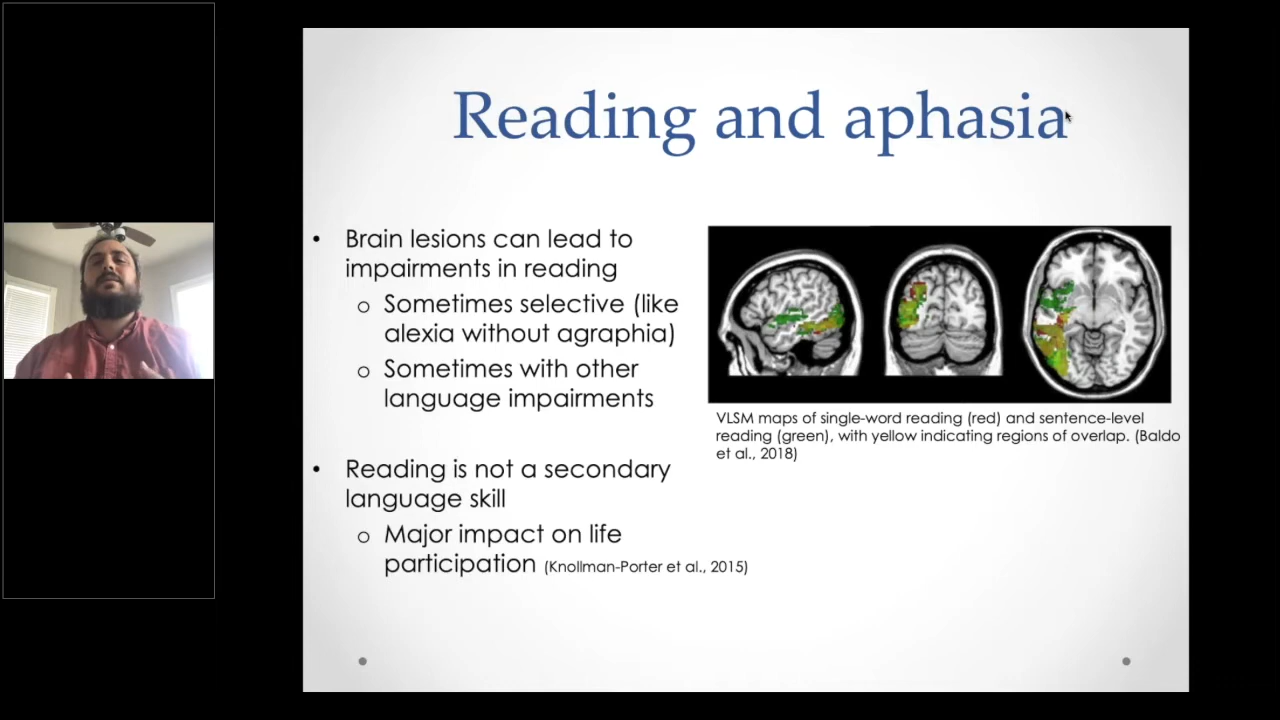 Reading and aphasia
• Brain lesions can lead to
impairments in reading
o Sometimes selective (like
alexia without agraphia)
o Sometimes with other
language impairments
• Reading is not a secondary
language skill
o Major impact on life
participation (Knollman-Porter et al., 2015)
VLSM maps of single-word reading (red) and sentence-level
reading (green), with yellow indicating regions of overlap. (Baldo
et al., 2018)